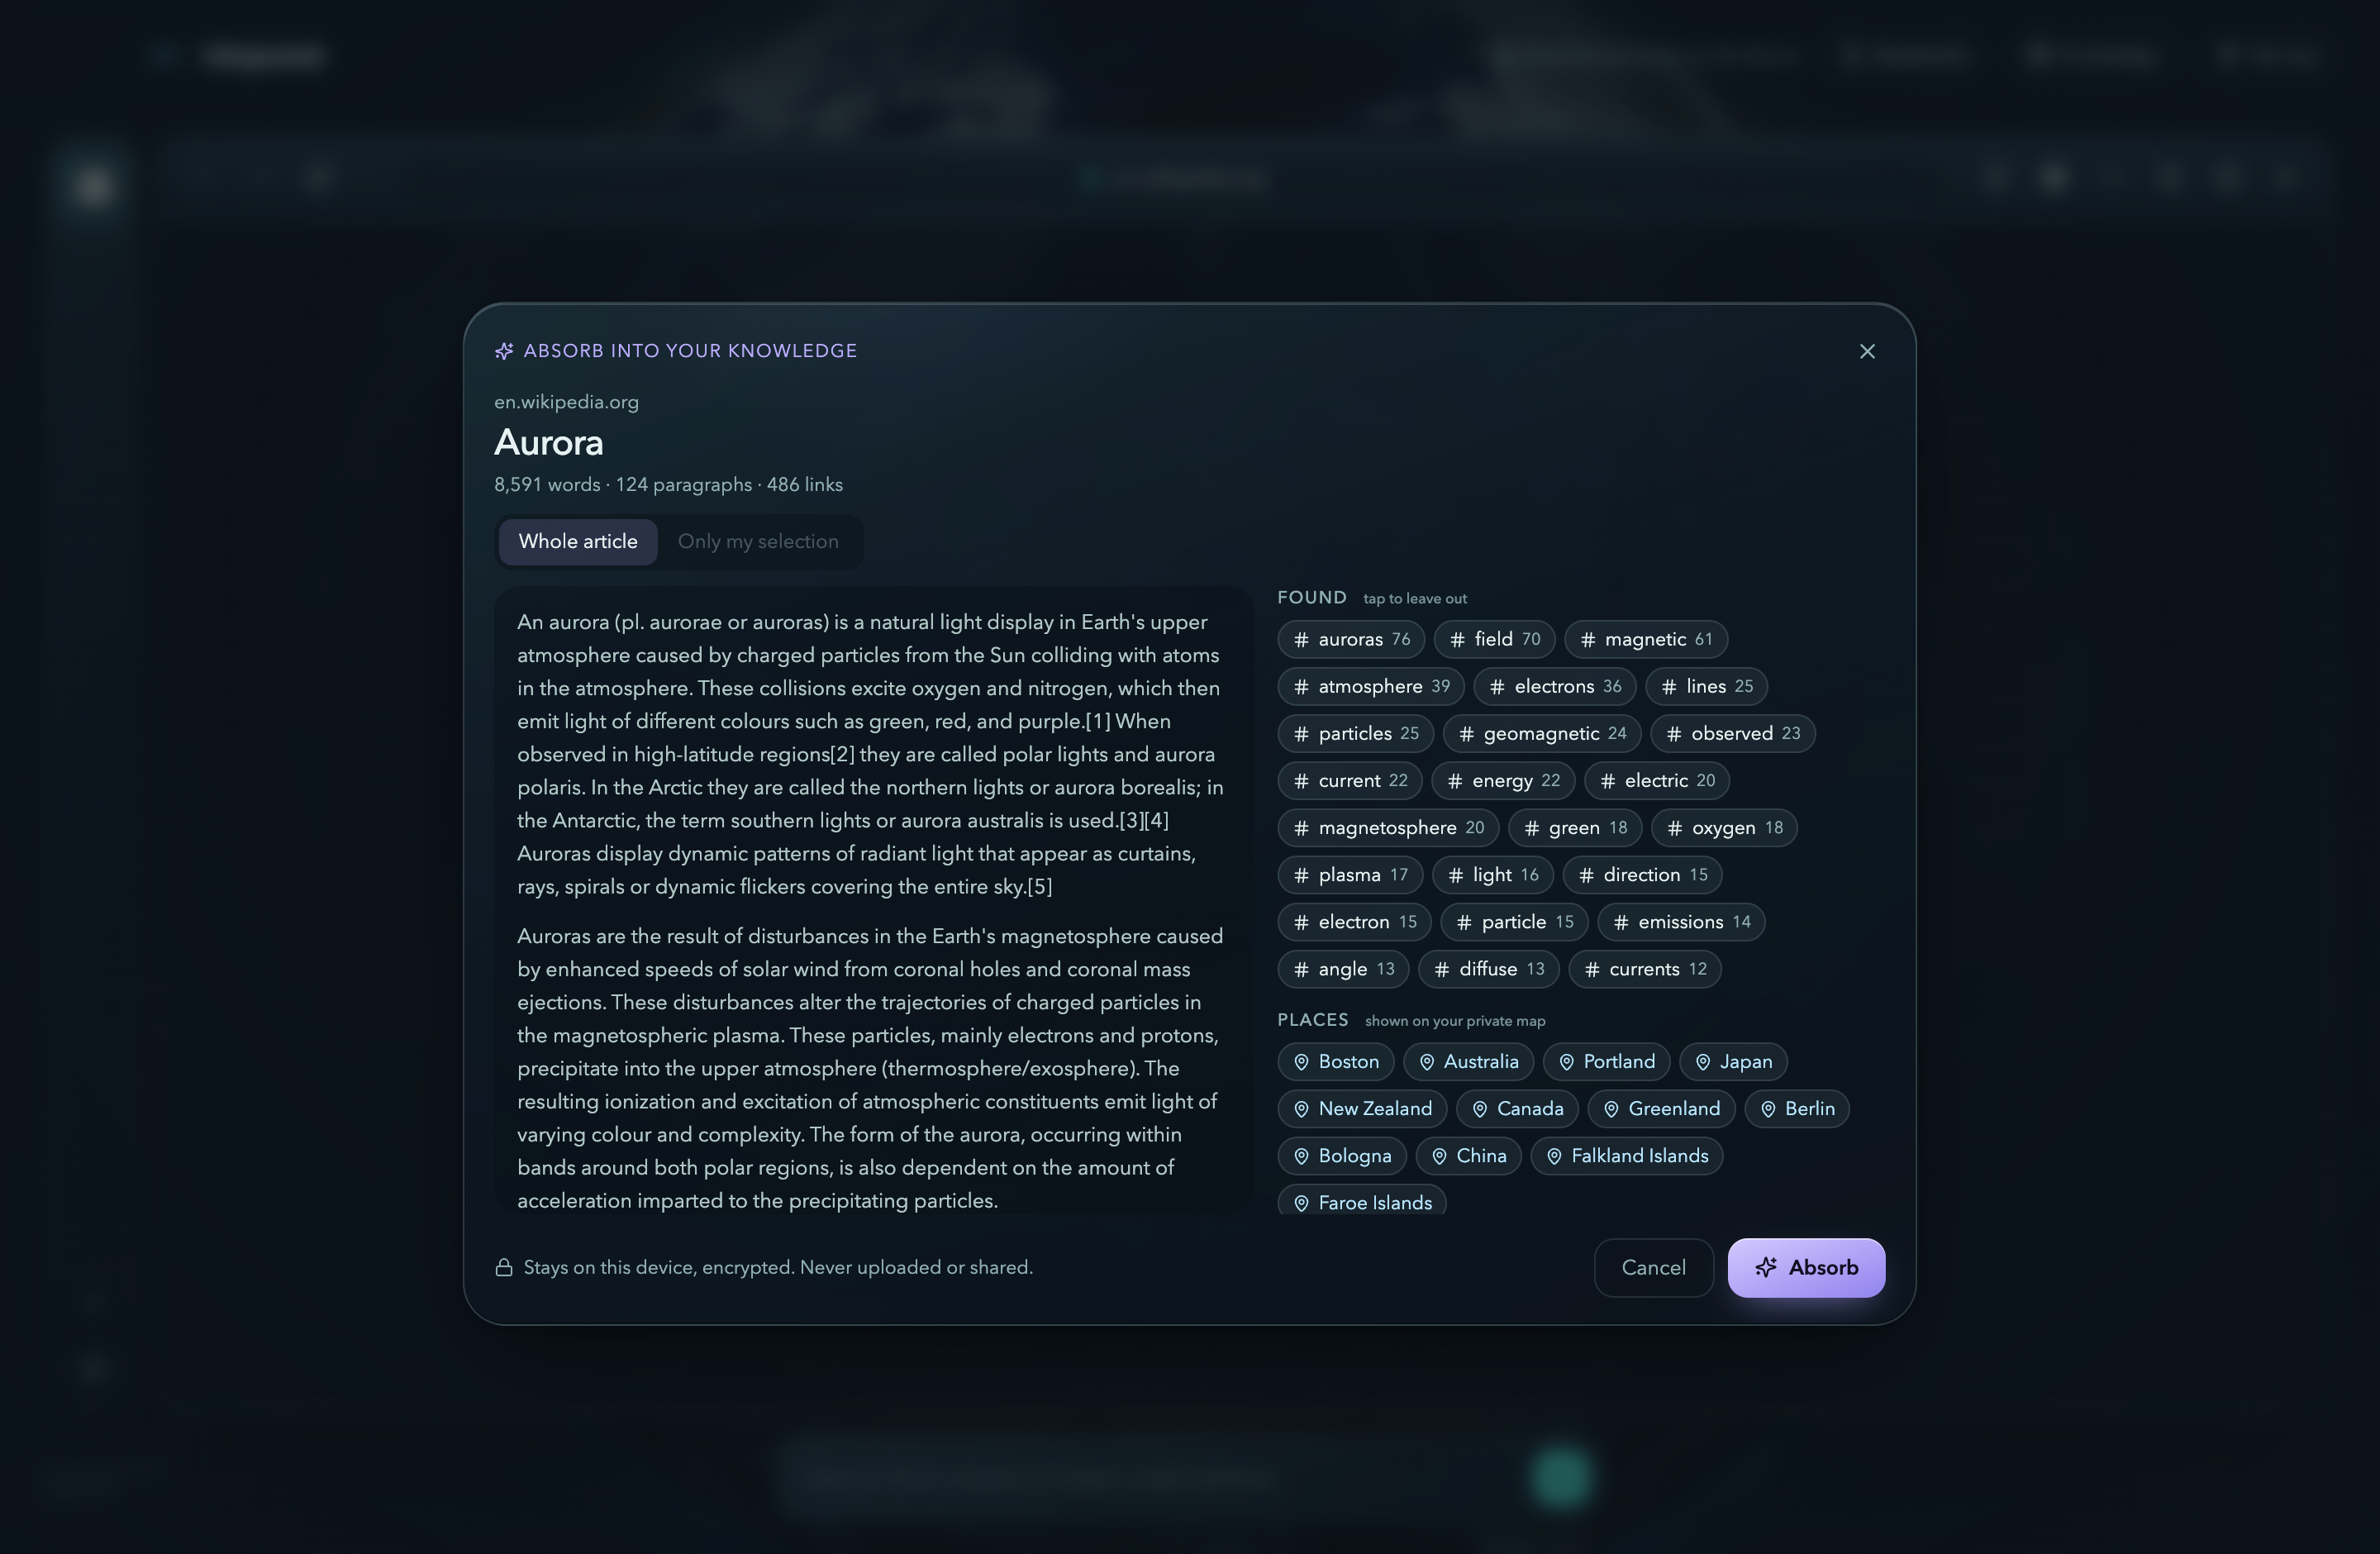 ABSORB INTO YOUR KNOWLEDGE
en.wikipedia.org
Aurora
8,591 words · 124 paragraphs · 486 links
Whole article
Only my selection
An aurora (pl. aurorae or auroras) is a natural light display in Earth's upper
atmosphere caused by charged particles from the Sun colliding with atoms
in the atmosphere. These collisions excite oxygen and nitrogen, which then
emit light of different colours such as green, red, and purple.[1] When
observed in high-latitude regions[2] they are called polar lights and aurora
polaris. In the Arctic they are called the northern lights or aurora borealis; in
the Antarctic, the term southern lights or aurora australis is used.[3][4]
Auroras display dynamic patterns of radiant light that appear as curtains,
rays, spirals or dynamic flickers covering the entire sky.[5]
Auroras are the result of disturbances in the Earth's magnetosphere caused
by enhanced speeds of solar wind from coronal holes and coronal mass
ejections. These disturbances alter the trajectories of charged particles in
the magnetospheric plasma. These particles, mainly electrons and protons,
precipitate into the upper atmosphere (thermosphere/exosphere). The
resulting ionization and excitation of atmospheric constituents emit light of
varying colour and complexity. The form of the aurora, occurring within
bands around both polar regions, is also dependent on the amount of
acceleration imparted to the precipitating particles.
FOUND tap to leave out
# auroras 76 # field 70 # magnetic 61
# atmosphere 39 # electrons 36 # lines 25
# particles 25 # geomagnetic 24 # observed 23
# current 22 # energy 22 # electric 20
# magnetosphere 20 # green 18 # oxygen 18
# plasma 17 # light 16 # direction 15
# electron 15 # particle 15 # emissions 14
# angle 13 # diffuse 13 # currents 12
PLACES shown on your private map
Boston Australia Portland Japan
New Zealand Canada Greenland Berlin
Bologna China Falkland Islands
Faroe Islands
Stays on this device, encrypted. Never uploaded or shared.
Cancel
Absorb